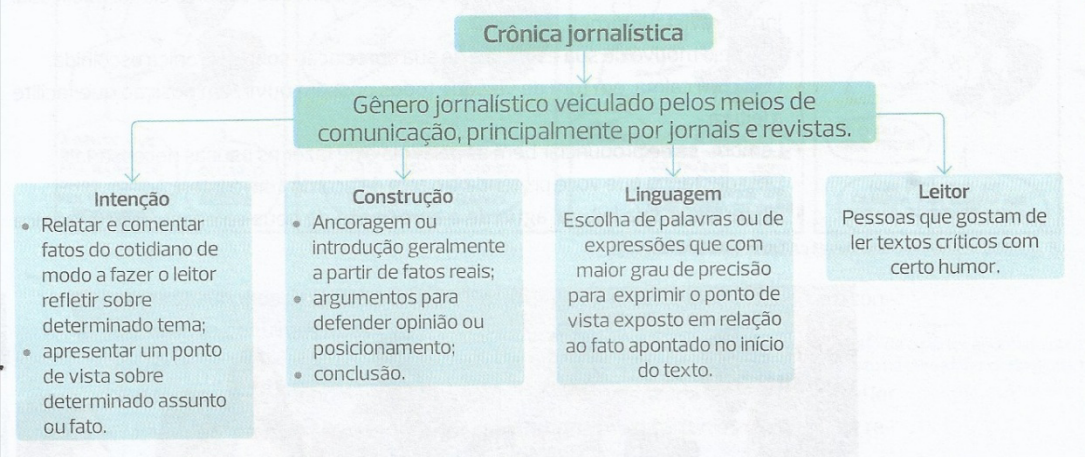 Crônica jornalística
Gênero jornalístico veiculado pelos meios de
comunicação, principalmente por jornais e revistas.
Intenção
• Relatar e comentar
fatos do cotidiano de
modo a fazer o leitor
refletir sobre
determinado tema;
• apresentar um ponto
de vista sobre
determinado assunto
ou fato.
Construção
• Ancoragem ou
introdução geralmente
a partir de fatos reais;
• argumentos para
defender opinião ou
posicionamento;
• conclusão.
Linguagem
Escolha de palavras ou de
expressões que com
maior grau de precisão
para exprimir o ponto de
vista exposto em relação
ao fato apontado no início
do texto.
Leitor
Pessoas que gostam de
ler textos críticos com
certo humor.